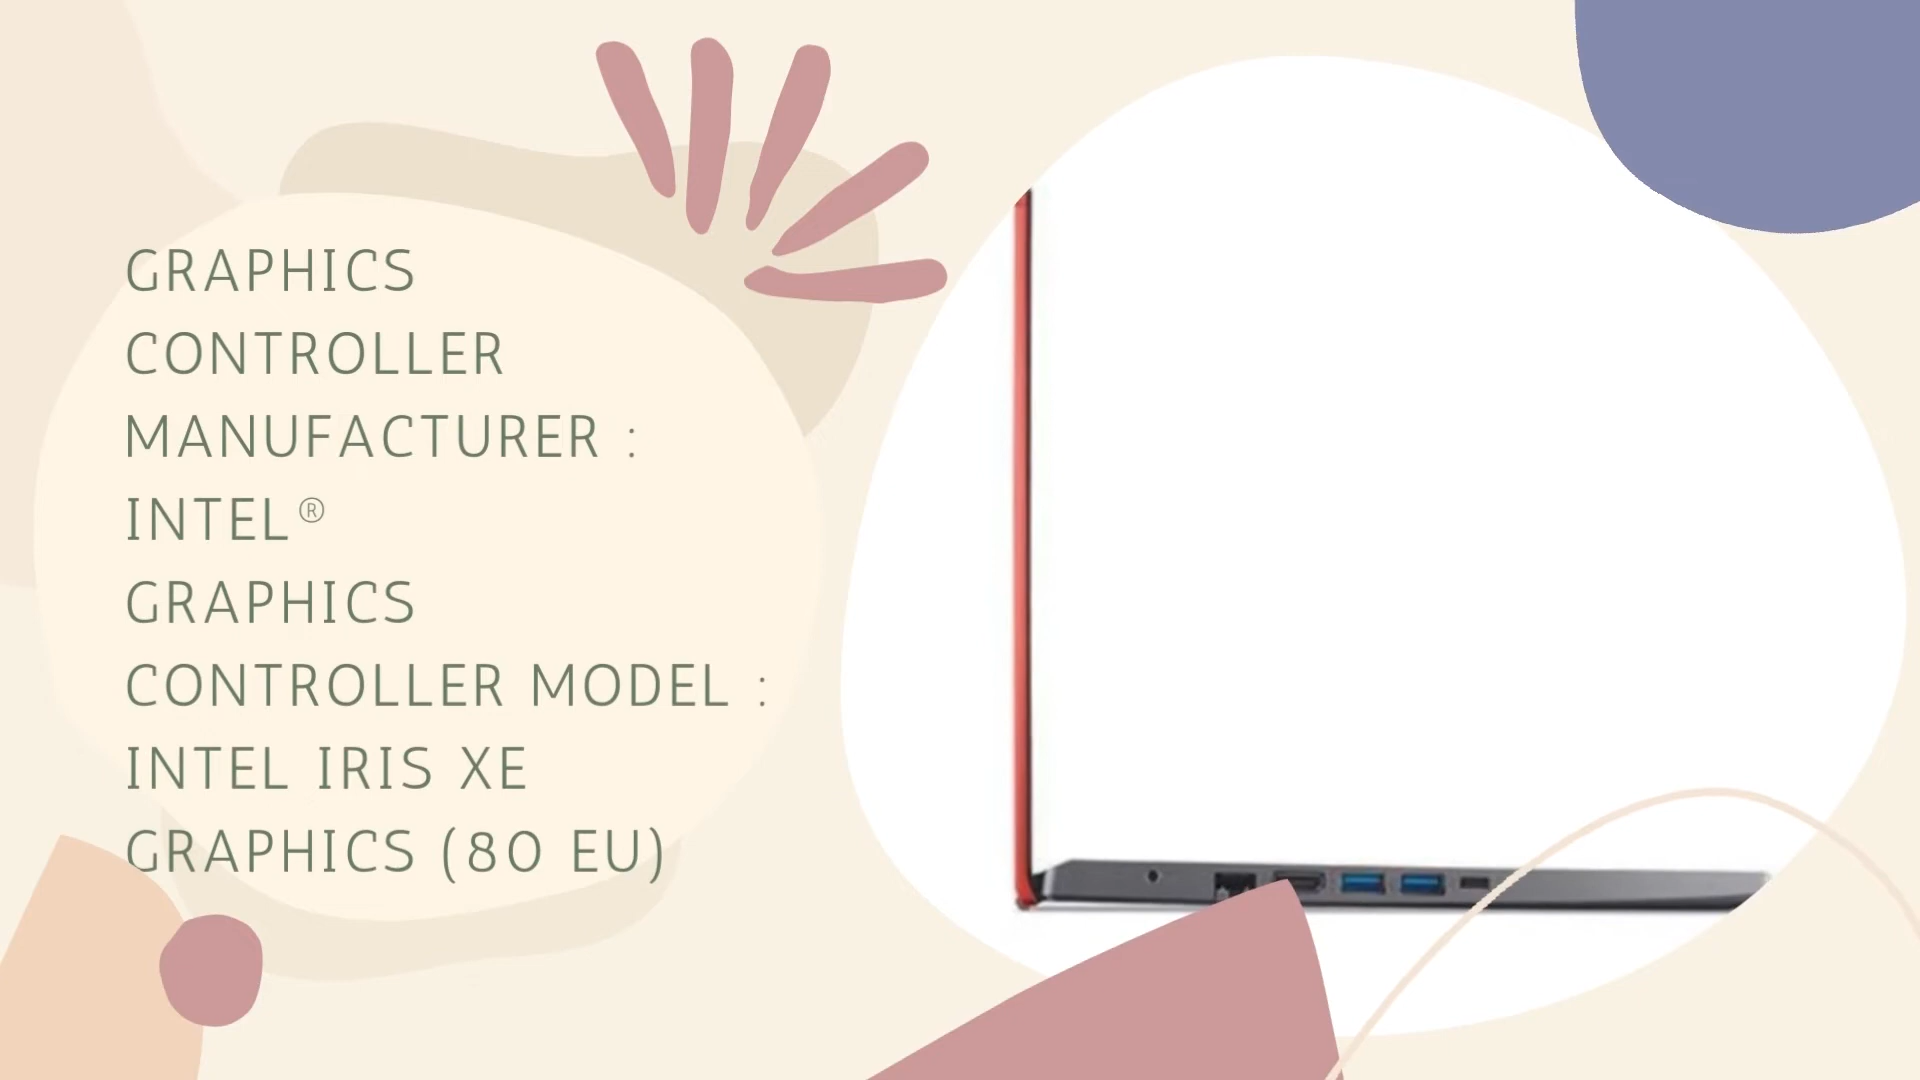 GRAPHICS
CONTROLLER
MANUFACTURER :
INTEL®
GRAPHICS
CONTROLLER MODEL :
INTEL IRIS XE
GRAPHICS (80 EU)